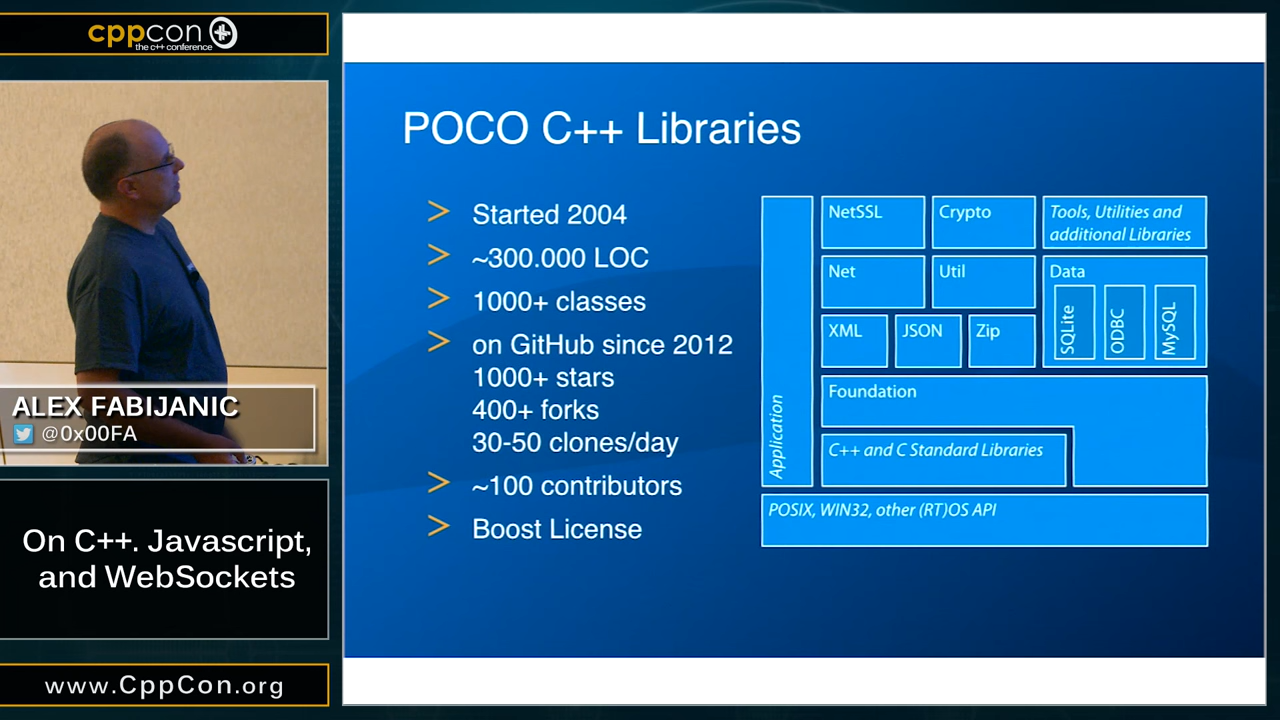 cppcon
the c++ conference
ALEX FABIJANIC
@0x00FA
On C++. Javascript,
and WebSockets
www.CppCon.org
POCO C++ Libraries
> Started 2004
> ~300.000 LOC
> 1000+ classes
> on GitHub since 2012
1000+ stars
400+ forks
30-50 clones/day
> ~100 contributors
> Boost License
Application
NetSSL
Crypto
Tools, Utilities and
additional Libraries
Net
Util
Data
SQLite
ODBC
MySQL
XML
JSON
Zip
Foundation
C++ and C Standard Libraries
POSIX, WIN32, other (RT)OS API